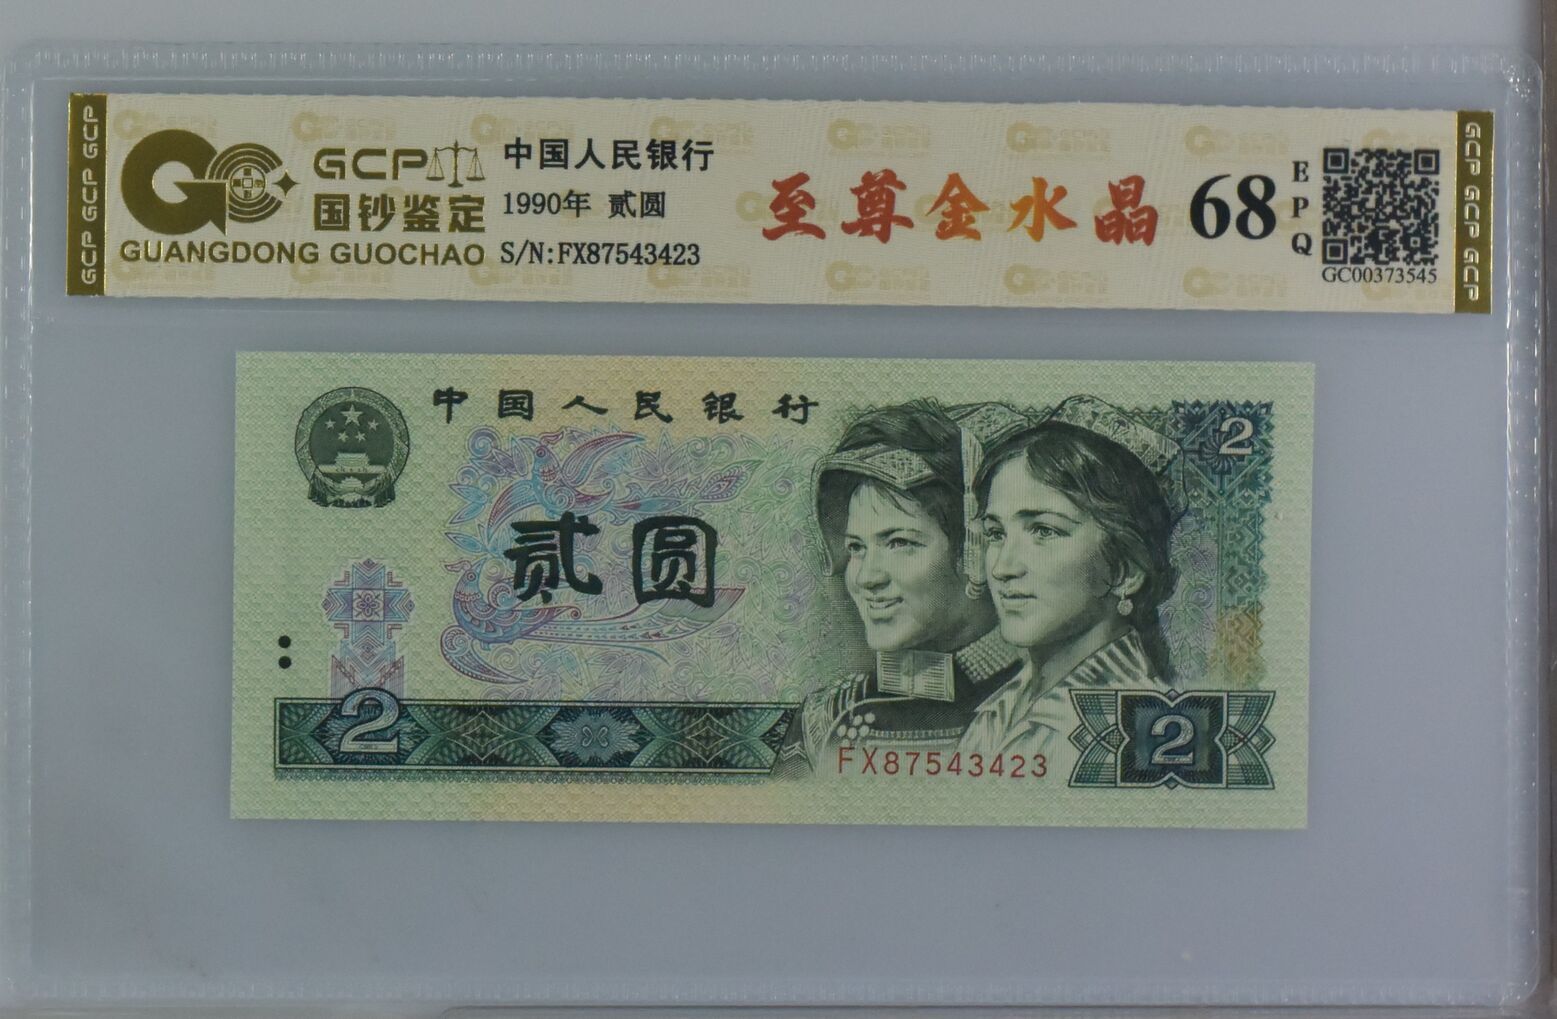 GCP GCP GCP
GCP
国钞鉴定
GUANGDONG GUOCHAO
中国人民银行
1990年 贰圆
S/N:FX87543423
至尊金水晶
68
EPQ
GC00373545
GCP GCP GCP
中国人民银行
2
贰圆
2
FX87543423
2